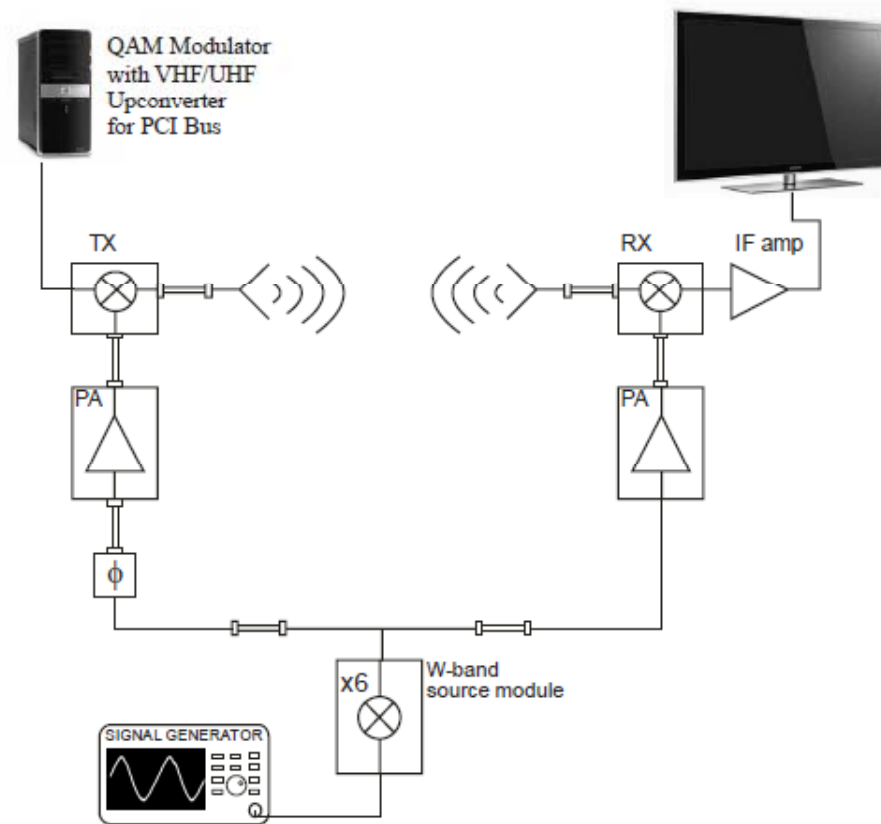 QAM Modulator
with VHF/UHF
Upconverter
for PCI Bus
TX
RX
IF amp
PA
PA
ϕ
x6
W-band
source module
SIGNAL GENERATOR